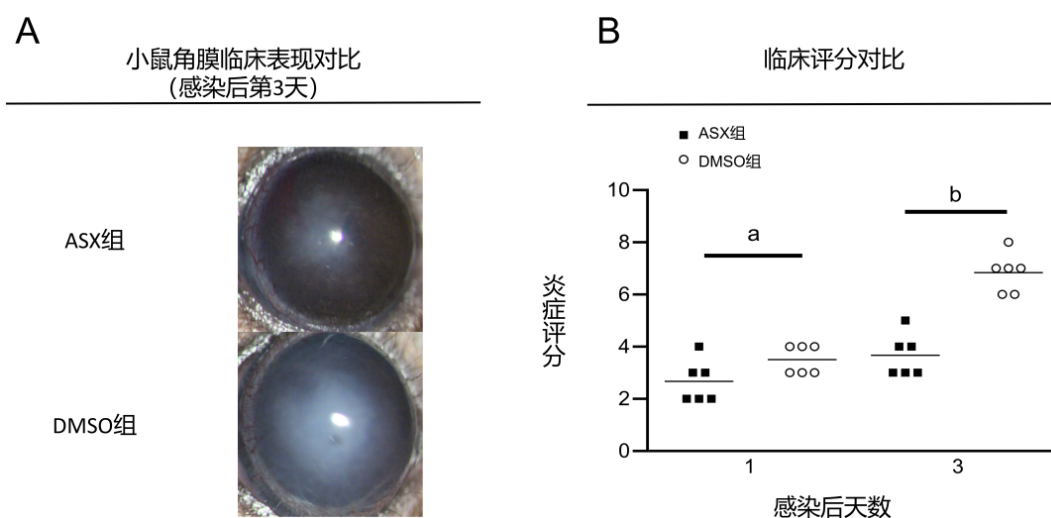 A
小鼠角膜临床表现对比
（感染后第3天）
ASX组
DMSO组
B
临床评分对比
ASX组
DMSO组
10
8
6
4
2
0
炎症评分
a
b
1
3
感染后天数